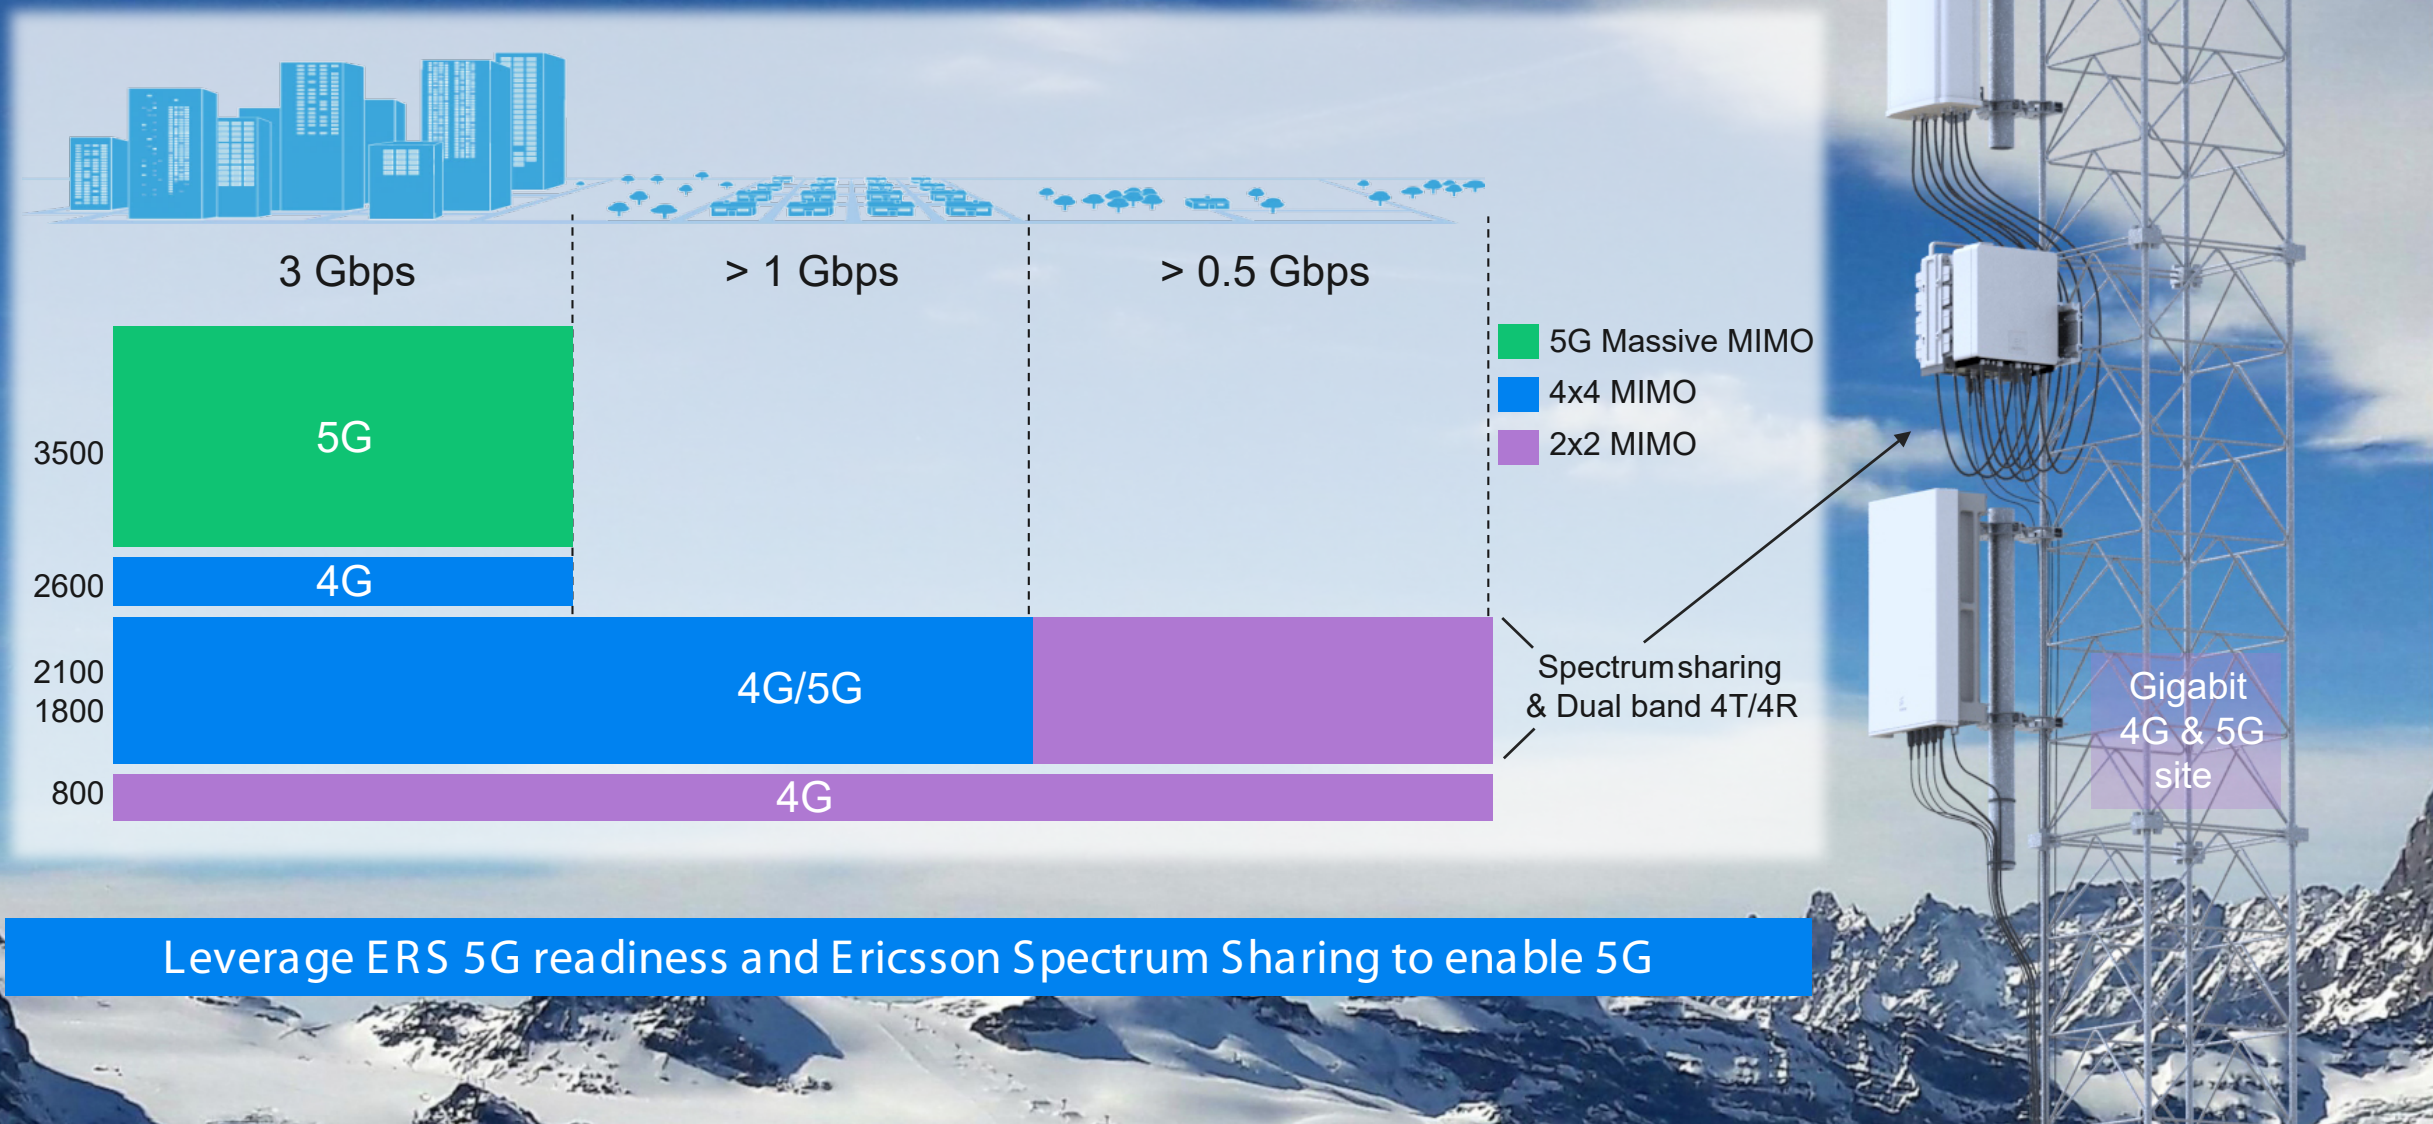 3 Gbps
> 1 Gbps
> 0.5 Gbps
5G Massive MIMO
4x4 MIMO
2x2 MIMO
3500
5G
2600
4G
2100
1800
4G/5G
Spectrum sharing
& Dual band 4T/4R
800
4G
Gigabit
4G & 5G
site
Leverage ERS 5G readiness and Ericsson Spectrum Sharing to enable 5G